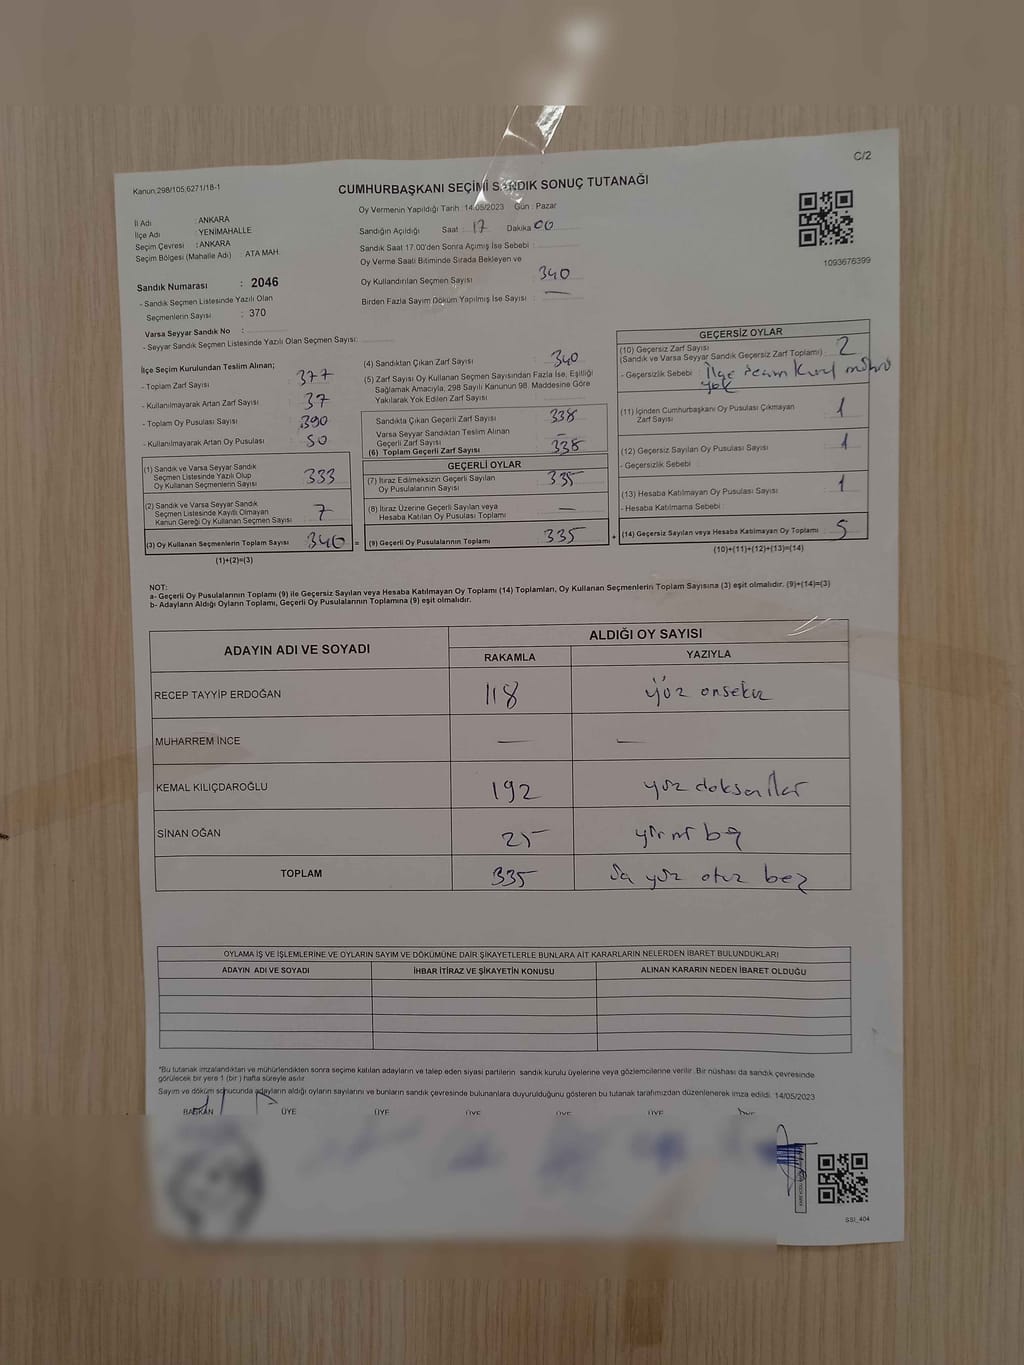 C/2
Kanun:298/105,6271/18-1
CUMHURBAŞKANI SEÇİMİ SANDIK SONUÇ TUTANAĞI
İl Adı : ANKARA
İlçe Adı : YENİMAHALLE
Seçim Çevresi : ANKARA
Seçim Bölgesi (Mahalle Adı) : ATA MAH.
Oy Vermenin Yapıldığı Tarih : 14/05/2023 Gün : Pazar
Sandığın Açıldığı Saat 17 Dakika 00
Sandık Saat 17.00'den Sonra Açımış İse Sebebi :
Oy Verme Saati Bitiminde Sırada Bekleyen ve
Oy Kullandırılan Seçmen Sayısı 340
Birden Fazla Sayım Döküm Yapılmış İse Sayısı : —
1093676399
Sandık Numarası : 2046
- Sandık Seçmen Listesinde Yazılı Olan
Seçmenlerin Sayısı : 370
Varsa Seyyar Sandık No :
- Seyyar Sandık Seçmen Listesinde Yazılı Olan Seçmen Sayısı:
İlçe Seçim Kurulundan Teslim Alınan;
- Toplam Zarf Sayısı 377
- Kullanılmayarak Artan Zarf Sayısı 37
- Toplam Oy Pusulası Sayısı 390
- Kullanılmayarak Artan Oy Pusulası 50
(1) Sandık ve Varsa Seyyar Sandık
Seçmen Listesinde Yazılı Olup
Oy Kullanan Seçmenlerin Sayısı 333
(2) Sandık ve Varsa Seyyar Sandık
Seçmen Listesinde Kayıtlı Olmayan
Kanun Gereği Oy Kullanan Seçmen Sayısı 7
(3) Oy Kullanan Seçmenlerin Toplam Sayısı 340 =
(1)+(2)=(3)
(4) Sandıktan Çıkan Zarf Sayısı 340
(5) Zarf Sayısı Oy Kullanan Seçmen Sayısından Fazla İse, Eşitliği
Sağlamak Amacıyla, 298 Sayılı Kanunun 98. Maddesine Göre
Yakılarak Yok Edilen Zarf Sayısı
Sandıkta Çıkan Geçerli Zarf Sayısı 338
Varsa Seyyar Sandıktan Teslim Alınan
Geçerli Zarf Sayısı —
(6) Toplam Geçerli Zarf Sayısı 338
GEÇERLİ OYLAR
(7) İtiraz Edilmeksizin Geçerli Sayılan
Oy Pusulalarının Sayısı 335
(8) İtiraz Üzerine Geçerli Sayılan veya
Hesaba Katılan Oy Pusulası Toplamı —
(9) Geçerli Oy Pusulalarının Toplamı 335 +
GEÇERSİZ OYLAR
(10) Geçersiz Zarf Sayısı
(Sandık ve Varsa Seyyar Sandık Geçersiz Zarf Toplamı) 2
- Geçersizlik Sebebi : İlçe seçim kurul mührü
yok
(11) İçinden Cumhurbaşkanı Oy Pusulası Çıkmayan
Zarf Sayısı 1
(12) Geçersiz Sayılan Oy Pusulası Sayısı 1
- Geçersizlik Sebebi
(13) Hesaba Katılmayan Oy Pusulası Sayısı 1
- Hesaba Katılmama Sebebi
(14) Geçersiz Sayılan veya Hesaba Katılmayan Oy Toplamı 5
(10)+(11)+(12)+(13)=(14)
NOT:
a- Geçerli Oy Pusulalarının Toplamı (9) ile Geçersiz Sayılan veya Hesaba Katılmayan Oy Toplamı (14) Toplamları, Oy Kullanan Seçmenlerin Toplam Sayısına (3) eşit olmalıdır. (9)+(14)=(3)
b- Adayların Aldığı Oyların Toplamı, Geçerli Oy Pusulalarının Toplamına (9) eşit olmalıdır.
ADAYIN ADI VE SOYADI
ALDIĞI OY SAYISI
RAKAMLA YAZIYLA
RECEP TAYYİP ERDOĞAN 118 yüz onsekiz
MUHARREM İNCE — —
KEMAL KILIÇDAROĞLU 192 yüz doksan iki
SİNAN OĞAN 25 yirmi beş
TOPLAM 335 üç yüz otuz beş
OYLAMA İŞ VE İŞLEMLERİNE VE OYLARIN SAYIM VE DÖKÜMÜNE DAİR ŞİKAYETLERLE BUNLARA AİT KARARLARIN NELERDEN İBARET BULUNDUKLARI
ADAYIN ADI VE SOYADI İHBAR İTİRAZ VE ŞİKAYETİN KONUSU ALINAN KARARIN NEDEN İBARET OLDUĞU
*Bu tutanak imzalandıktan ve mühürlendikten sonra seçime katılan adayların ve talep eden siyasi partilerin sandık kurulu üyelerine veya gözlemcilerine verilir. Bir nüshası da sandık çevresinde
görülecek bir yere 1 (bir) hafta süreyle asılır
Sayım ve döküm sonucunda adayların aldığı oyların sayılarını ve bunların sandık çevresinde bulunanlara duyurulduğunu gösteren bu tutanak tarafımızdan düzenlenerek imza edildi. 14/05/2023
BAŞKAN ÜYE ÜYE ÜYE ÜYE ÜYE
SSİ_404